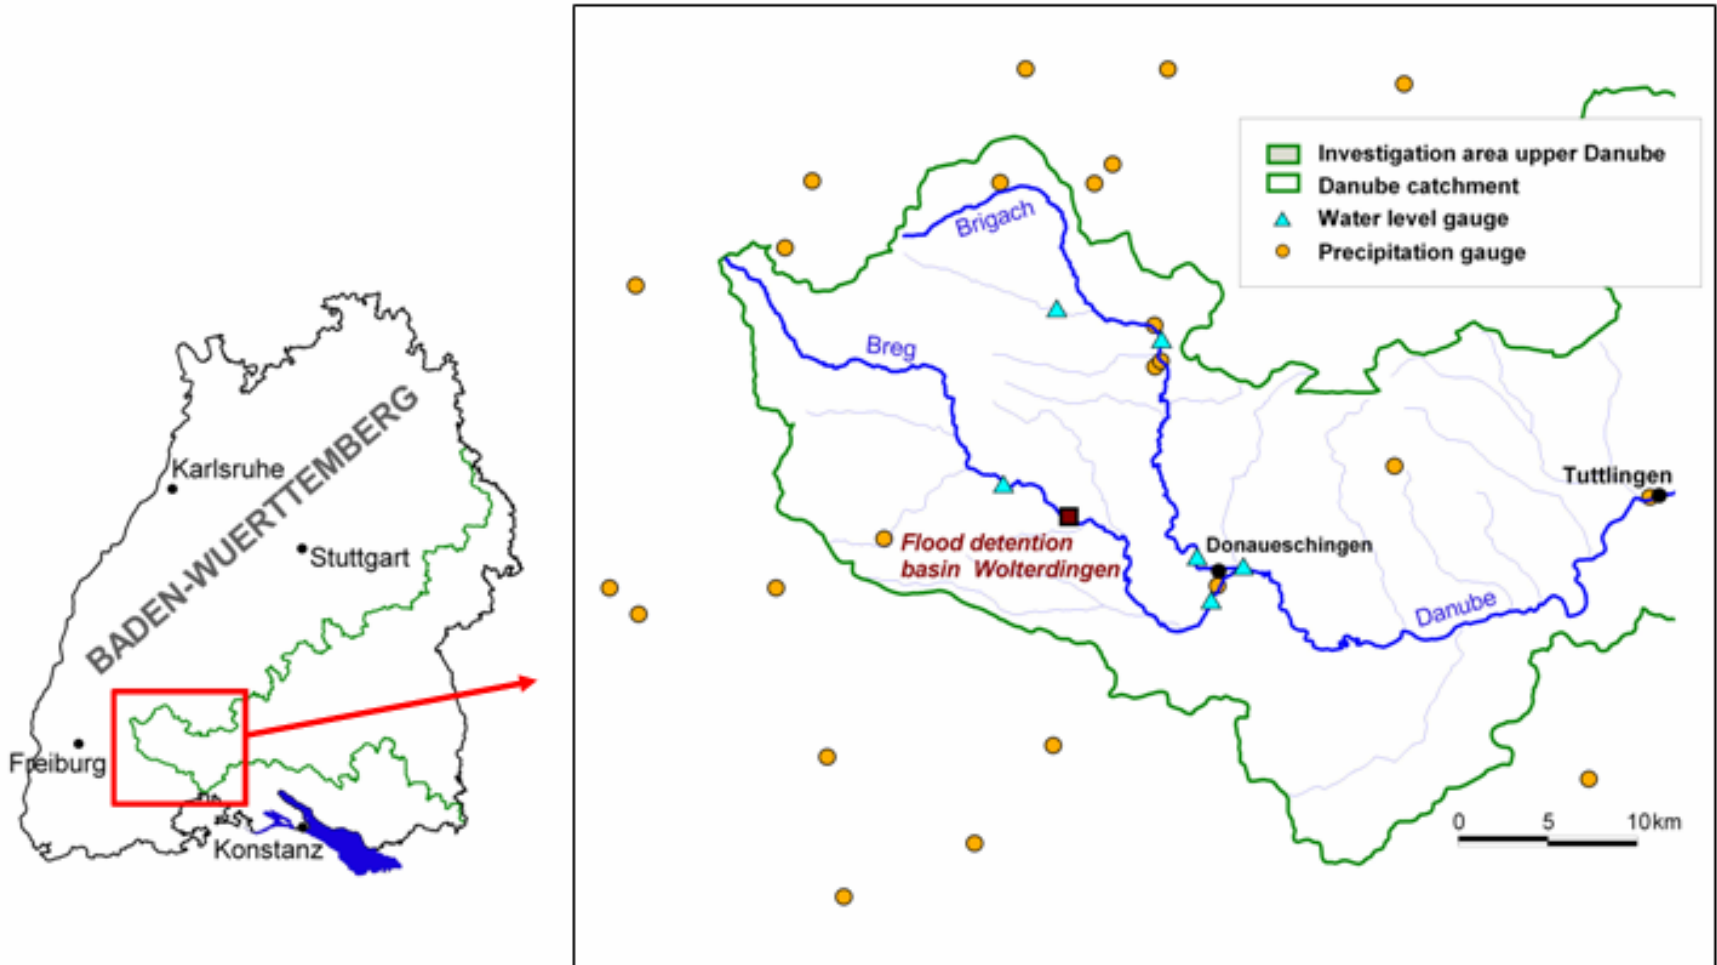 Karlsruhe
BADEN-WUERTTEMBERG
Stuttgart
Freiburg
Konstanz
Investigation area upper Danube
Danube catchment
Water level gauge
Precipitation gauge
Brigach
Breg
Tuttlingen
Flood detention
basin Wolterdingen
Donaueschingen
Danube
0 5 10km